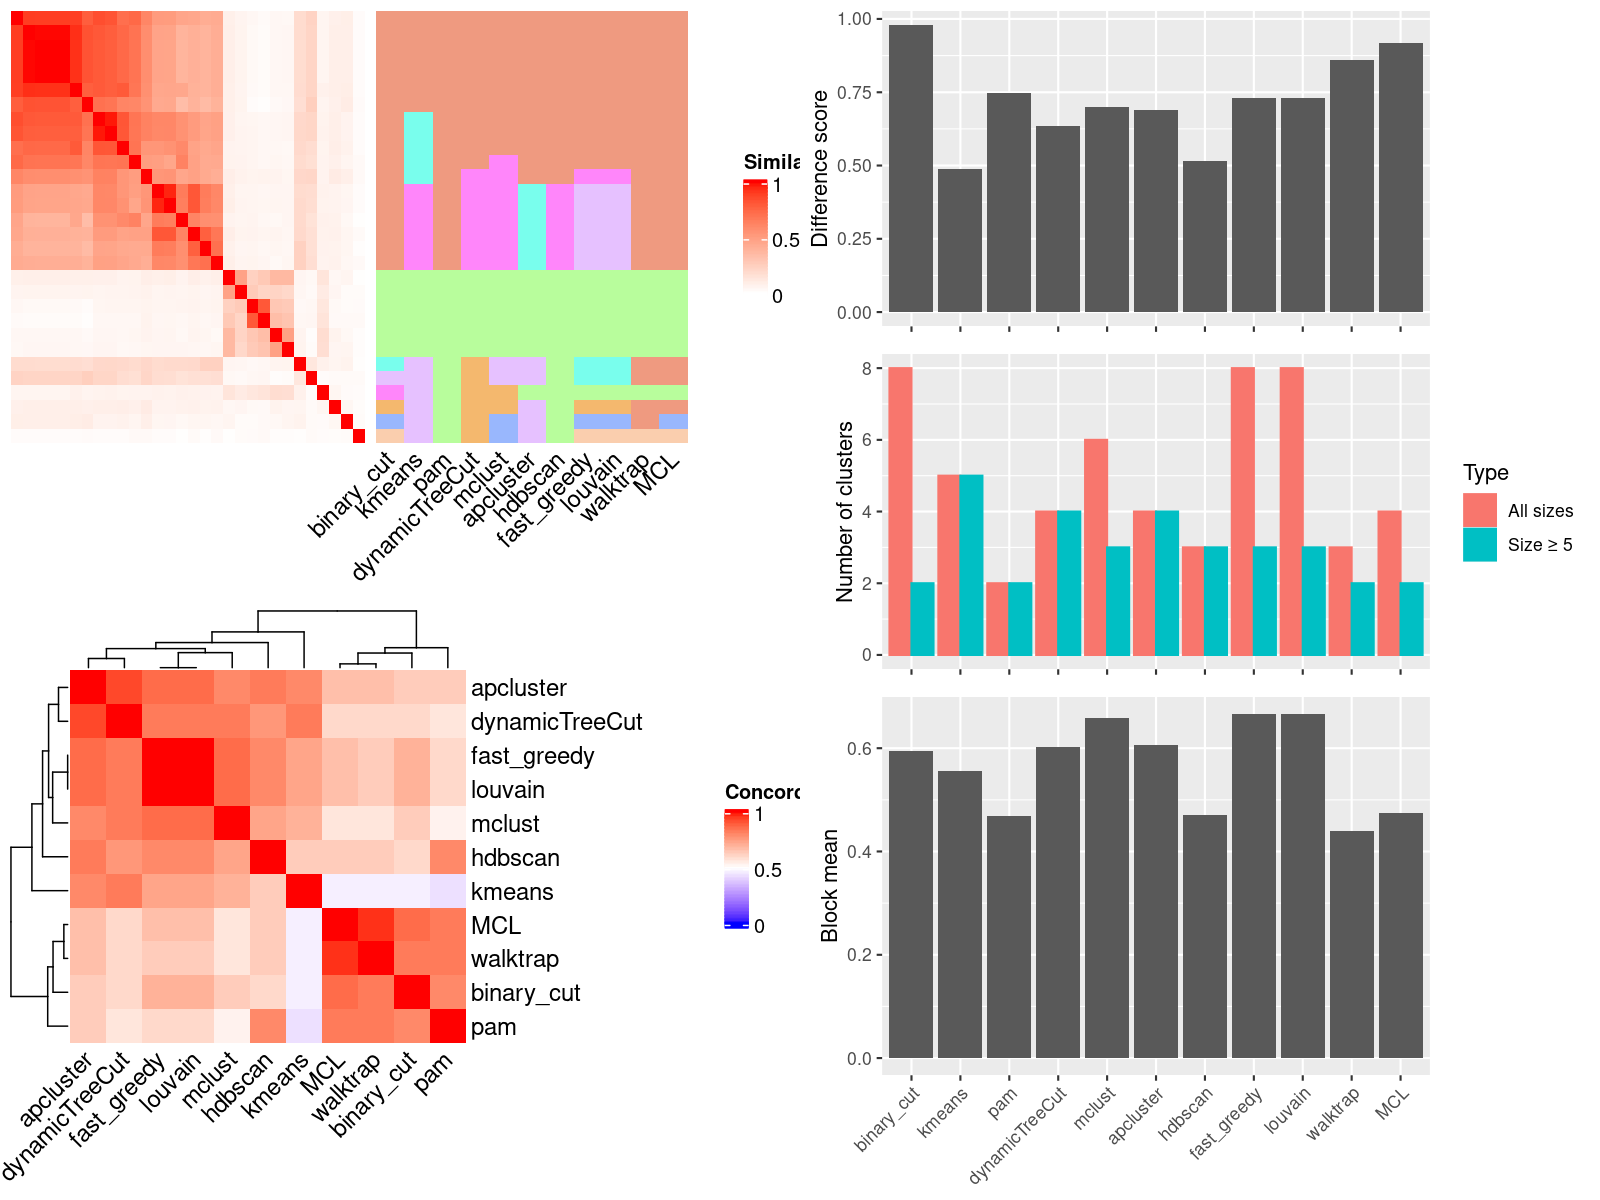 Simila
1
0.5
0
binary_cut
kmeans
pam
dynamicTreeCut
mclust
apcluster
hdbscan
fast_greedy
louvain
walktrap
MCL
Difference score
1.00
0.75
0.50
0.25
0.00
Number of clusters
8
6
4
2
0
Type
All sizes
Size ≥ 5
Block mean
0.6
0.4
0.2
0.0
binary_cut
kmeans
pam
dynamicTreeCut
mclust
apcluster
hdbscan
fast_greedy
louvain
walktrap
MCL
apcluster
dynamicTreeCut
fast_greedy
louvain
mclust
hdbscan
kmeans
MCL
walktrap
binary_cut
pam
apcluster
dynamicTreeCut
fast_greedy
louvain
mclust
hdbscan
kmeans
MCL
walktrap
binary_cut
pam
Concord
1
0.5
0